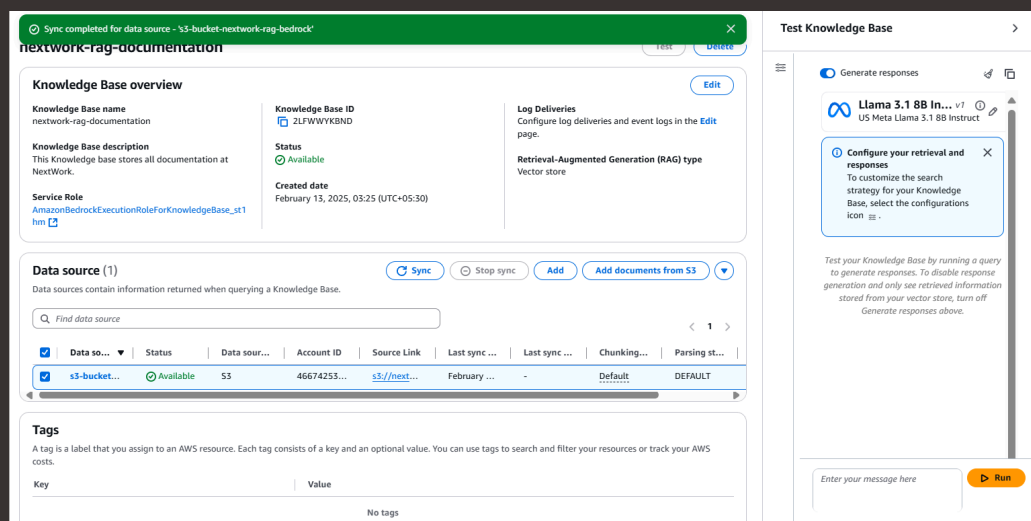 Sync completed for data source - 's3-bucket-nextwork-rag-bedrock'
nextwork-rag-documentation
Test
Delete
Knowledge Base overview
Edit
Knowledge Base name
nextwork-rag-documentation
Knowledge Base description
This Knowledge base stores all documentation at
NextWork.
Service Role
AmazonBedrockExecutionRoleForKnowledgeBase_st1
hm
Knowledge Base ID
2LFWWYKBND
Status
Available
Created date
February 13, 2025, 03:25 (UTC+05:30)
Log Deliveries
Configure log deliveries and event logs in the Edit
page.
Retrieval-Augmented Generation (RAG) type
Vector store
Data source (1)
Sync
Stop sync
Add
Add documents from S3
Data sources contain information returned when querying a Knowledge Base.
Find data source
1
Data so... Status Data sour... Account ID Source Link Last sync ... Last sync ... Chunking... Parsing st...
s3-bucket... Available S3 46674253... s3://next... February ... - Default DEFAULT
Tags
A tag is a label that you assign to an AWS resource. Each tag consists of a key and an optional value. You can use tags to search and filter your resources or track your AWS
costs.
Key Value
No tags
Test Knowledge Base
Generate responses
Llama 3.1 8B In... v1
US Meta Llama 3.1 8B Instruct
Configure your retrieval and
responses
To customize the search
strategy for your Knowledge
Base, select the configurations
icon .
Test your Knowledge Base by running a query
to generate responses. To disable response
generation and only see retrieved information
stored from your vector store, turn off
Generate responses above.
Enter your message here
Run